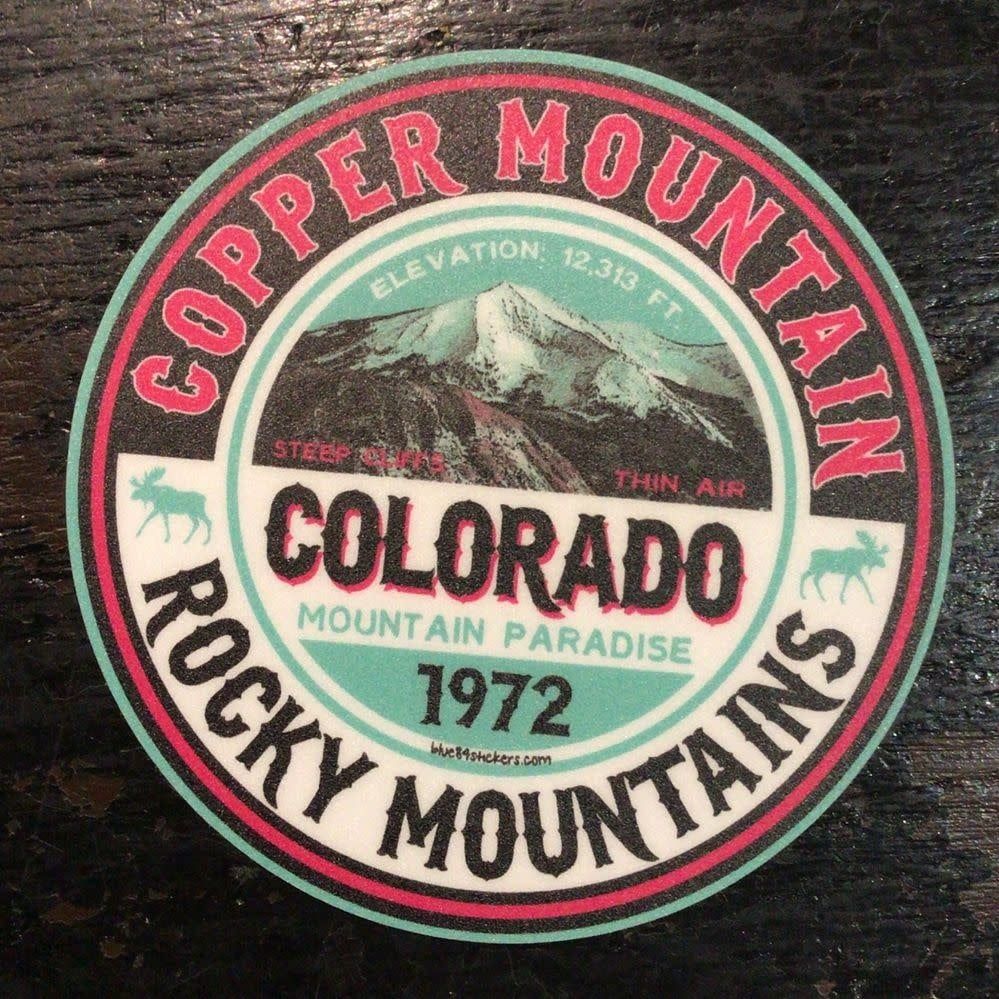 COPPER MOUNTAIN
ELEVATION: 12,313 FT.
STEEP CLIFFS
THIN AIR
COLORADO
MOUNTAIN PARADISE
1972
blue84stickers.com
ROCKY MOUNTAINS